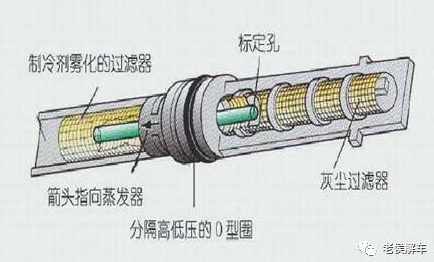 标定孔
制冷剂雾化的过滤器
箭头指向蒸发器
灰尘过滤器
分隔高低压的O型圈
老侯解车